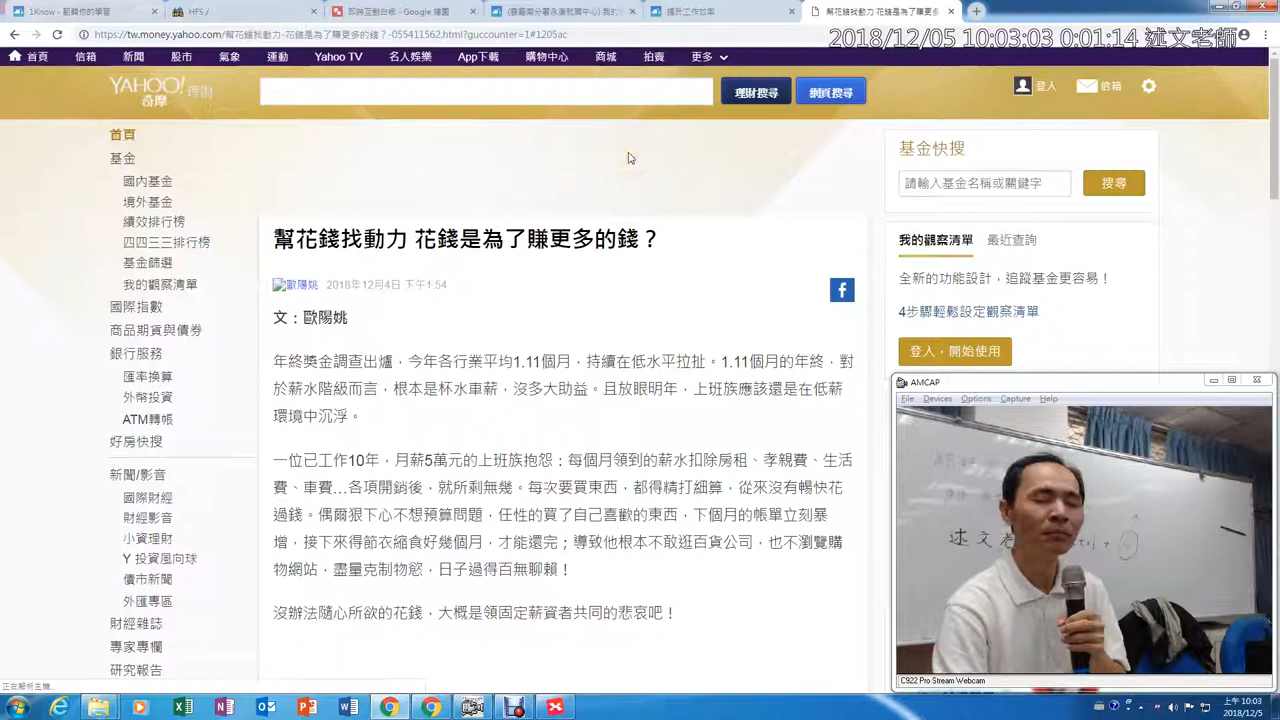 1Know - 翻轉你的學習
HFS /
即時互動白板 - Google 繪圖
(雲嘉南分署永康就業中心) 我的
提升工作效率
幫花錢找動力 花錢是為了賺更多
https://tw.money.yahoo.com/幫花錢找動力-花錢是為了賺更多的錢？-055411562.html?guccounter=1#1205ac
2018/12/05 10:03:03 0:01:14 述文老師
首頁 信箱 新聞 股市 氣象 運動 Yahoo TV 名人娛樂 App下載 購物中心 商城 拍賣 更多
YAHOO! 理財
奇摩
理財搜尋 網頁搜尋
登入 信箱
首頁
基金
國內基金
境外基金
績效排行榜
四四三三排行榜
基金篩選
我的觀察清單
國際指數
商品期貨與債券
銀行服務
匯率換算
外幣投資
ATM轉帳
好房快搜
新聞/影音
國際財經
財經影音
小資理財
Y 投資風向球
債市新聞
外匯專區
財經雜誌
專家專欄
研究報告
幫花錢找動力 花錢是為了賺更多的錢？
歐陽姚 2018年12月4日 下午1:54
文：歐陽姚
年終獎金調查出爐，今年各行業平均1.11個月，持續在低水平拉扯。1.11個月的年終，對
於薪水階級而言，根本是杯水車薪，沒多大助益。且放眼明年，上班族應該還是在低薪
環境中沉浮。
一位已工作10年，月薪5萬元的上班族抱怨：每個月領到的薪水扣除房租、孝親費、生活
費、車費…各項開銷後，就所剩無幾。每次要買東西，都得精打細算，從來沒有暢快花
過錢。偶爾狠下心不想預算問題，任性的買了自己喜歡的東西，下個月的帳單立刻暴
增，接下來得節衣縮食好幾個月，才能還完；導致他根本不敢逛百貨公司，也不瀏覽購
物網站，盡量克制物慾，日子過得百無聊賴！
沒辦法隨心所欲的花錢，大概是領固定薪資者共同的悲哀吧！
基金快搜
請輸入基金名稱或關鍵字 搜尋
我的觀察清單 最近查詢
全新的功能設計，追蹤基金更容易！
4步驟輕鬆設定觀察清單
登入，開始使用
AMCAP
File Devices Options Capture Help
述文老
C922 Pro Stream Webcam
正在解析主機..
上午 10:03
2018/12/5